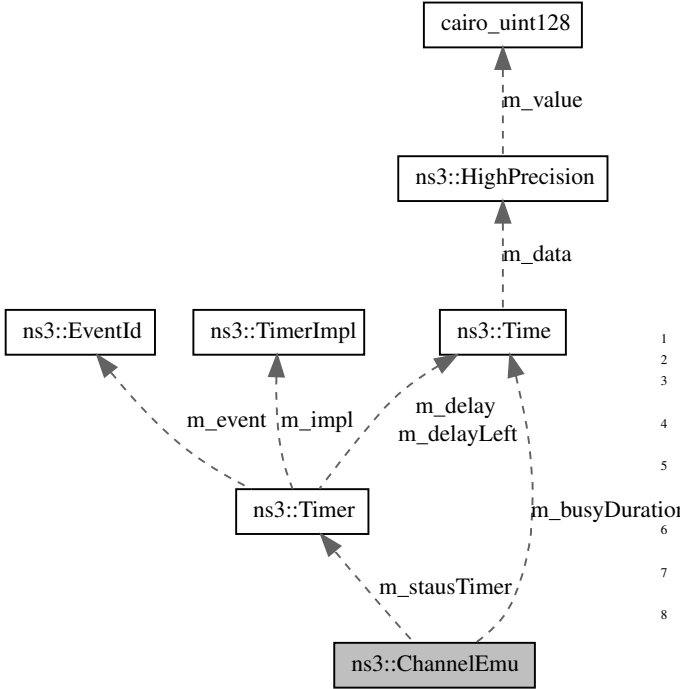 cairo_uint128
m_value
ns3::HighPrecision
m_data
ns3::EventId
ns3::TimerImpl
ns3::Time
1
2
3
m_delay
m_event
m_impl
m_delayLeft
4
5
ns3::Timer
m_busyDuration
6
7
m_stausTimer
8
ns3::ChannelEmu